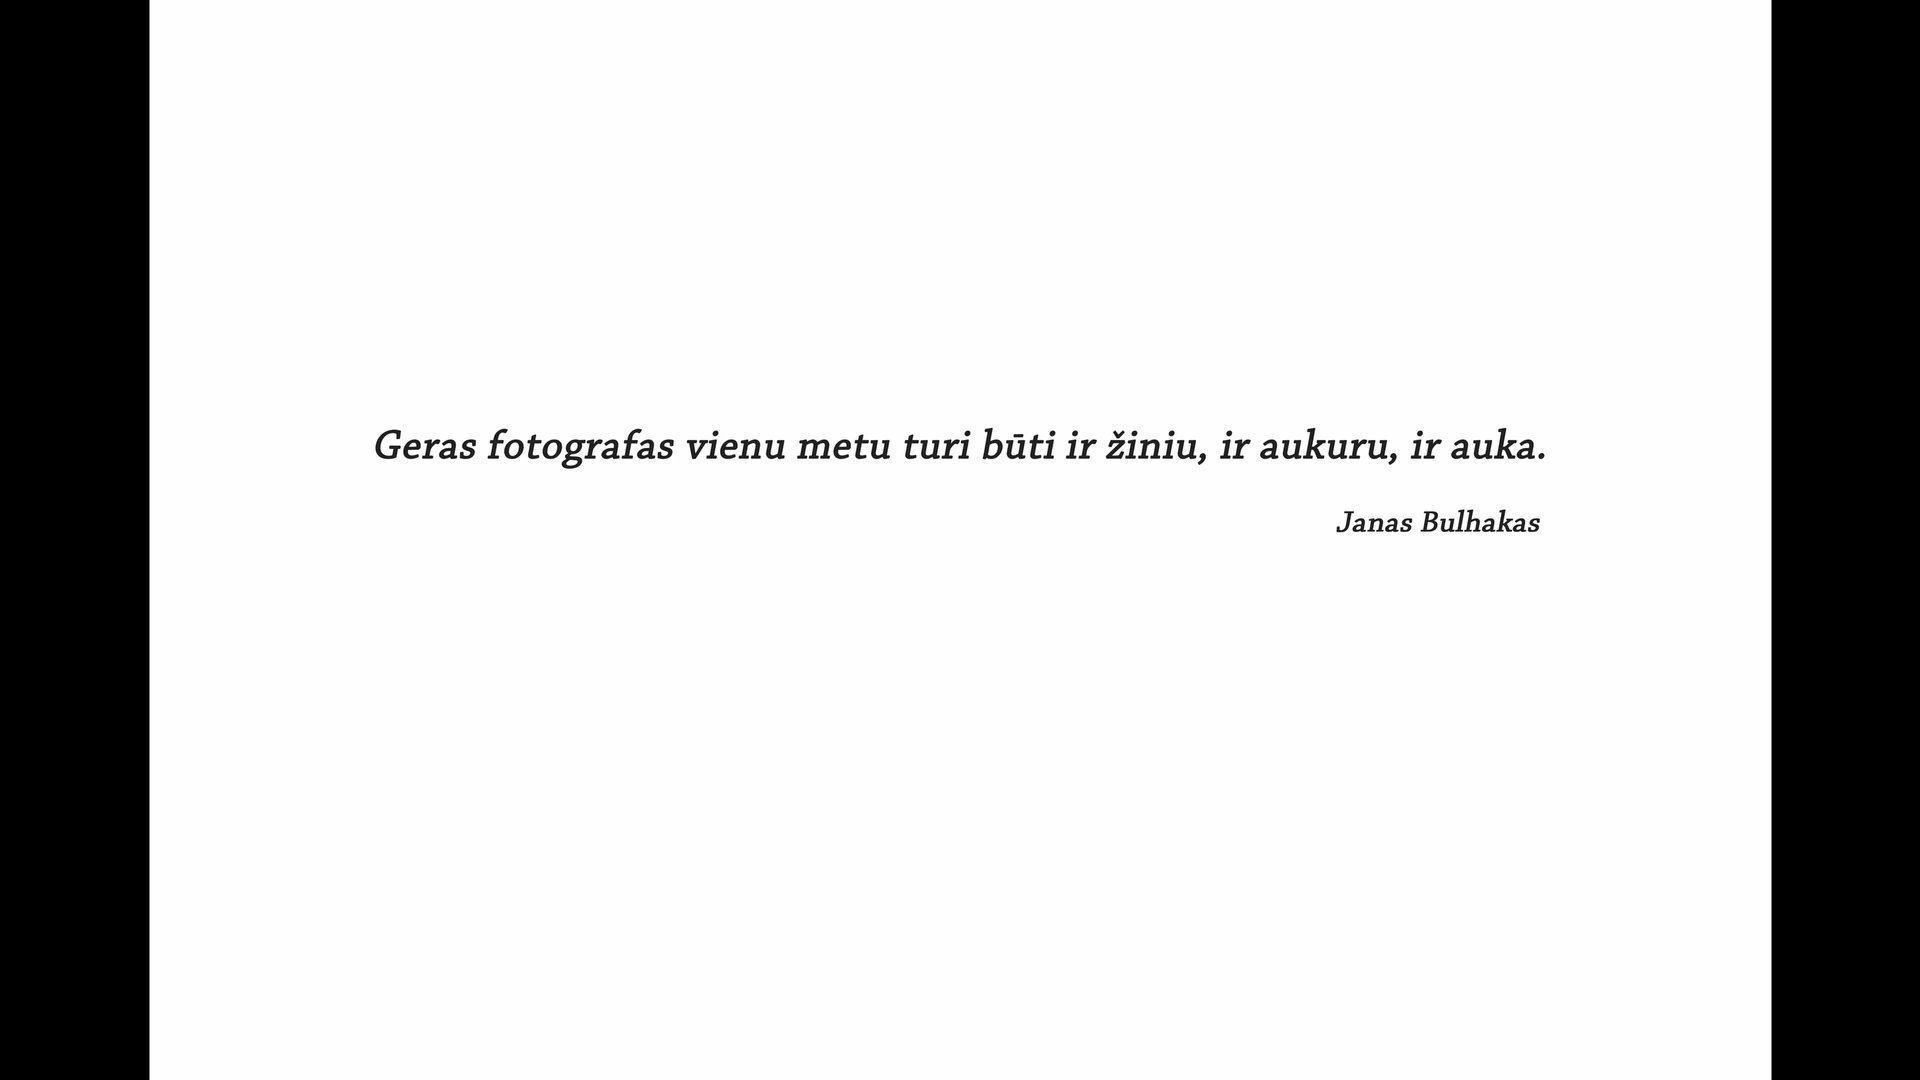 Geras fotografas vienu metu turi būti ir žiniu, ir aukuru, ir auka.
Janas Bulhakas